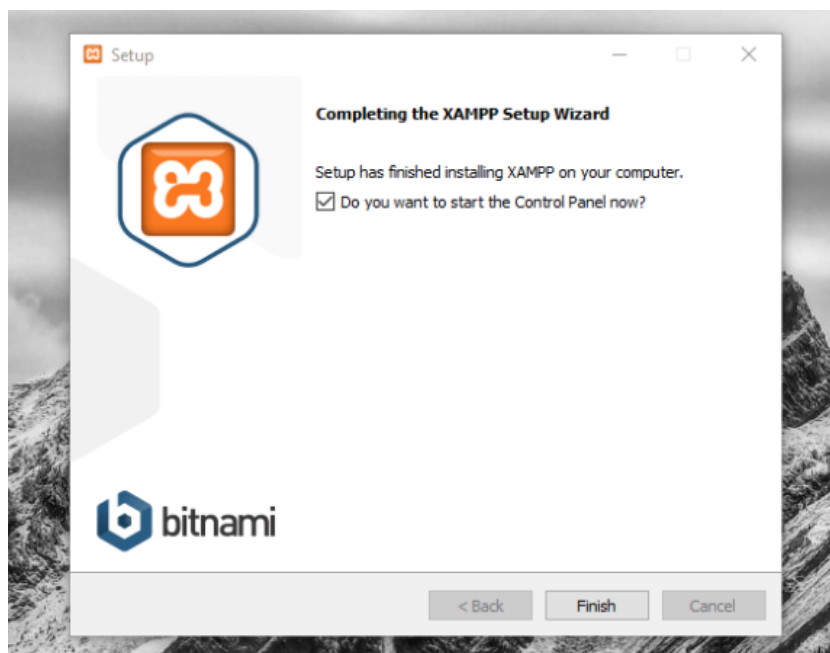 Setup
Completing the XAMPP Setup Wizard
Setup has finished installing XAMPP on your computer.
Do you want to start the Control Panel now?
bitnami
< Back
Finish
Cancel